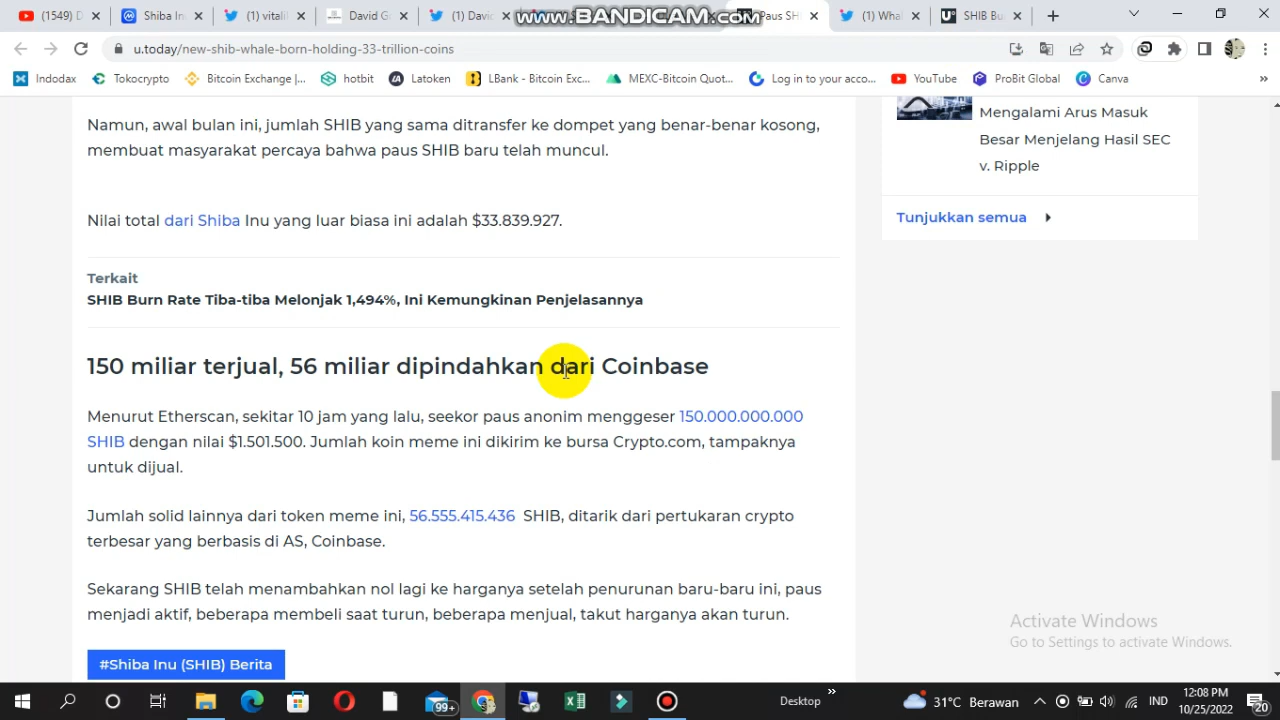 (1549) D
Shiba In
(1) vitali
David G
(1) Davi
www.BANDICAM.com
Paus SHI
(1) Wha
SHIB Bu
u.today/new-shib-whale-born-holding-33-trillion-coins
Indodax
Tokocrypto
Bitcoin Exchange |...
hotbit
Latoken
LBank - Bitcoin Exc...
MEXC-Bitcoin Quot...
Log in to your acco...
YouTube
ProBit Global
Canva
»
Namun, awal bulan ini, jumlah SHIB yang sama ditransfer ke dompet yang benar-benar kosong,
membuat masyarakat percaya bahwa paus SHIB baru telah muncul.
Nilai total dari Shiba Inu yang luar biasa ini adalah $33.839.927.
Terkait
SHIB Burn Rate Tiba-tiba Melonjak 1,494%, Ini Kemungkinan Penjelasannya
150 miliar terjual, 56 miliar dipindahkan dari Coinbase
Menurut Etherscan, sekitar 10 jam yang lalu, seekor paus anonim menggeser 150.000.000.000
SHIB dengan nilai $1.501.500. Jumlah koin meme ini dikirim ke bursa Crypto.com, tampaknya
untuk dijual.
Jumlah solid lainnya dari token meme ini, 56.555.415.436 SHIB, ditarik dari pertukaran crypto
terbesar yang berbasis di AS, Coinbase.
Sekarang SHIB telah menambahkan nol lagi ke harganya setelah penurunan baru-baru ini, paus
menjadi aktif, beberapa membeli saat turun, beberapa menjual, takut harganya akan turun.
#Shiba Inu (SHIB) Berita
Mengalami Arus Masuk
Besar Menjelang Hasil SEC
v. Ripple
Tunjukkan semua
Activate Windows
Go to Settings to activate Windows.
99+
Desktop
»
31°C Berawan
IND
12:08 PM
10/25/2022
20